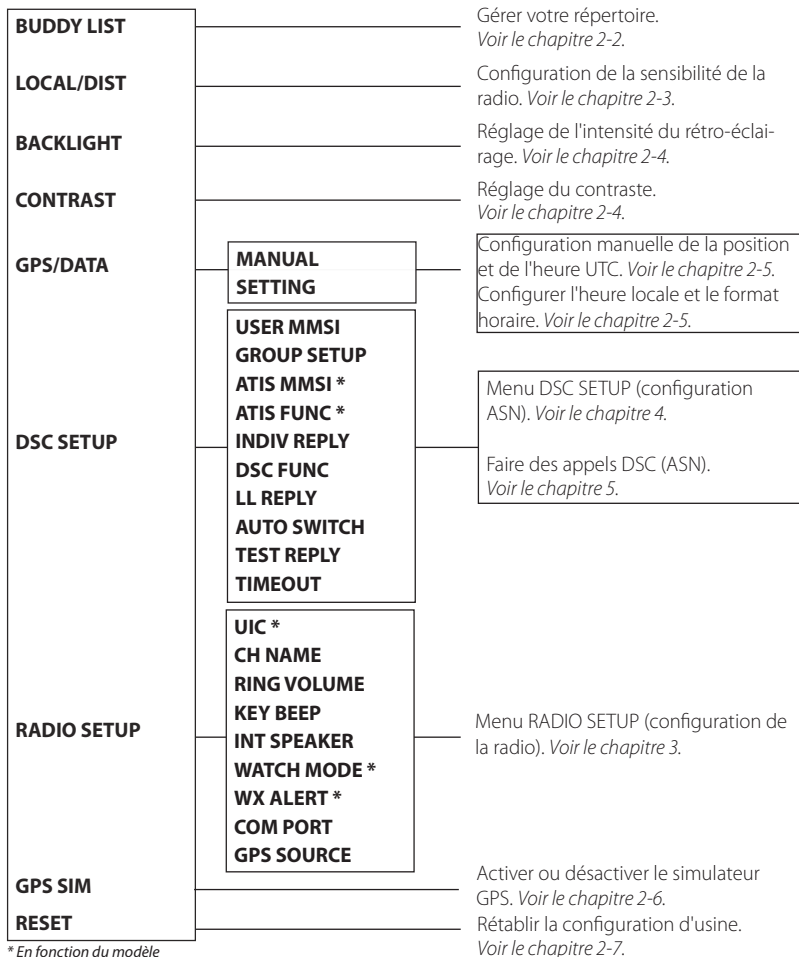 BUDDY LIST
Gérer votre répertoire.
Voir le chapitre 2-2.
LOCAL/DIST
Configuration de la sensibilité de la
radio. Voir le chapitre 2-3.
BACKLIGHT
Réglage de l'intensité du rétro-éclai-
rage. Voir le chapitre 2-4.
CONTRAST
Réglage du contraste.
Voir le chapitre 2-4.
GPS/DATA
MANUAL
SETTING
Configuration manuelle de la position
et de l'heure UTC. Voir le chapitre 2-5.
Configurer l'heure locale et le format
horaire. Voir le chapitre 2-5.
DSC SETUP
USER MMSI
GROUP SETUP
ATIS MMSI *
ATIS FUNC *
INDIV REPLY
DSC FUNC
LL REPLY
AUTO SWITCH
TEST REPLY
TIMEOUT
Menu DSC SETUP (configuration
ASN). Voir le chapitre 4.
Faire des appels DSC (ASN).
Voir le chapitre 5.
RADIO SETUP
UIC *
CH NAME
RING VOLUME
KEY BEEP
INT SPEAKER
WATCH MODE *
WX ALERT *
COM PORT
GPS SOURCE
Menu RADIO SETUP (configuration de
la radio). Voir le chapitre 3.
GPS SIM
Activer ou désactiver le simulateur
GPS. Voir le chapitre 2-6.
RESET
Rétablir la configuration d'usine.
Voir le chapitre 2-7.
* En fonction du modèle